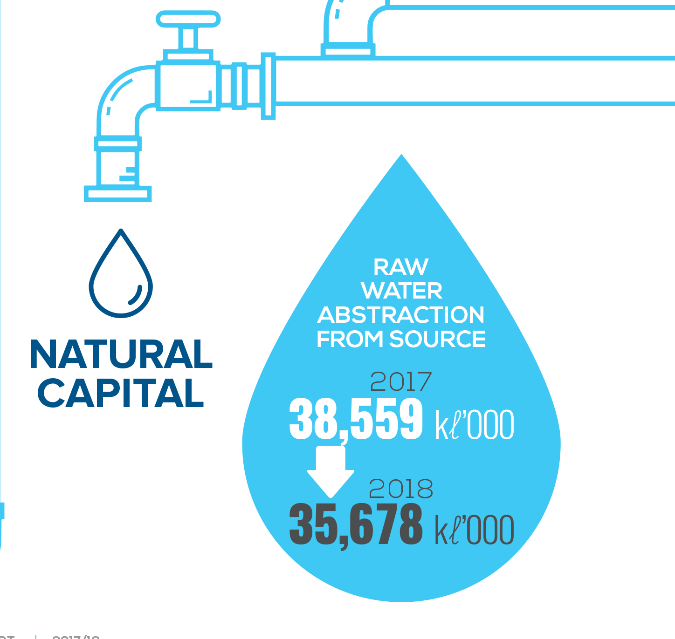 NATURAL
CAPITAL
RAW
WATER
ABSTRACTION
FROM SOURCE
2017
38,559 kℓ'000
2018
35,678 kℓ'000